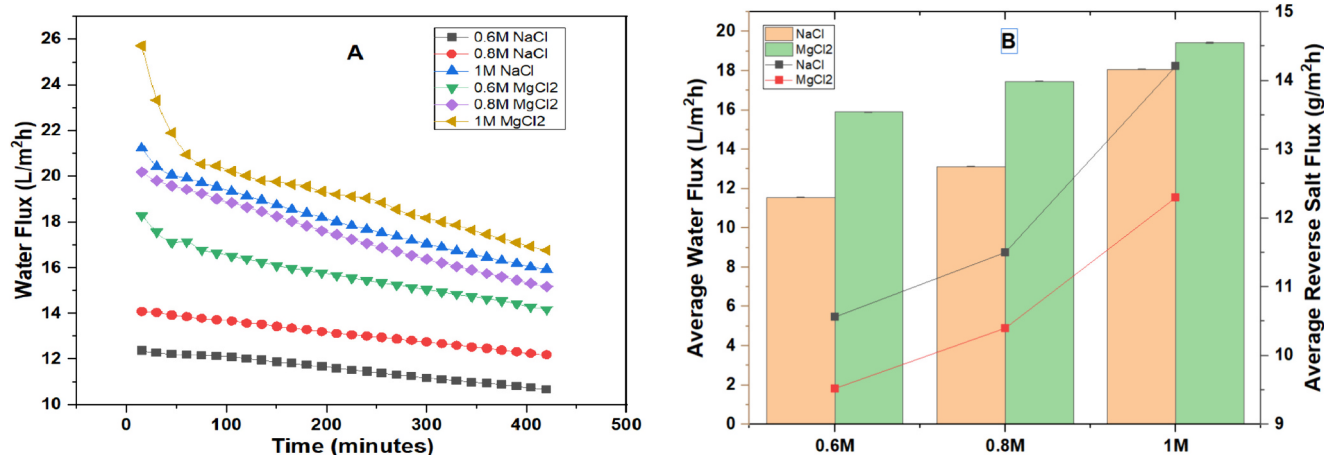 A
0.6M NaCl
0.8M NaCl
1M NaCl
0.6M MgCl2
0.8M MgCl2
1M MgCl2
Water Flux (L/m²h)
26
24
22
20
18
16
14
12
10
0
100
200
300
400
500
Time (minutes)
B
NaCl
MgCl2
NaCl
MgCl2
Average Water Flux (L/m²h)
20
18
16
14
12
10
8
6
4
2
0
0.6M
0.8M
1M
15
14
13
12
11
10
9
Average Reverse Salt Flux (g/m²h)